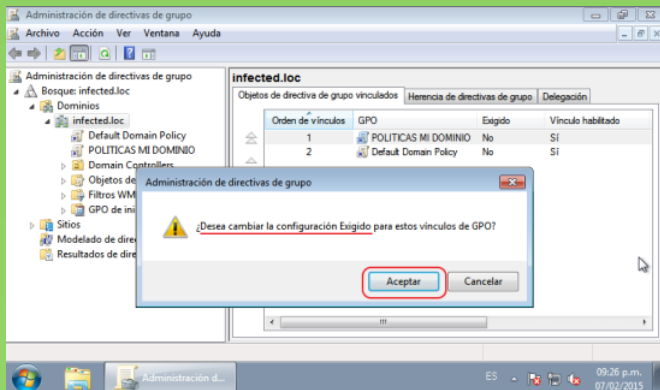 Administración de directivas de grupo
Archivo Acción Ver Ventana Ayuda
Administración de directivas de grupo
Bosque: infected.loc
Dominios
infected.loc
Default Domain Policy
POLITICAS MI DOMINIO
Domain Controllers
Objetos de
Filtros WM
GPO de ini
Sitios
Modelado de dire
Resultados de dire
infected.loc
Objetos de directiva de grupo vinculados Herencia de directivas de grupo Delegación
Orden de vínculos GPO Exigido Vínculo habilitado
1 POLITICAS MI DOMINIO No Sí
2 Default Domain Policy No Sí
Administración de directivas de grupo
¿Desea cambiar la configuración Exigido para estos vínculos de GPO?
Aceptar Cancelar
Administración d...
ES 09:26 p.m.
07/02/2015